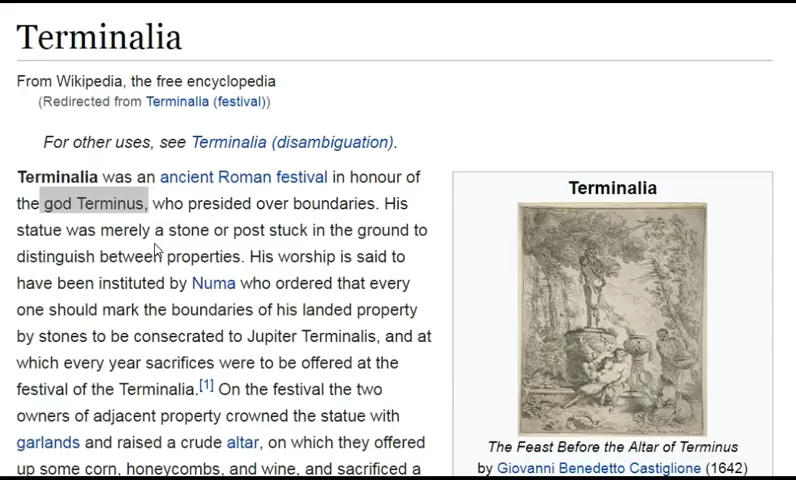 Terminalia
From Wikipedia, the free encyclopedia
(Redirected from Terminalia (festival))
For other uses, see Terminalia (disambiguation).
Terminalia was an ancient Roman festival in honour of
the god Terminus, who presided over boundaries. His
statue was merely a stone or post stuck in the ground to
distinguish between properties. His worship is said to
have been instituted by Numa who ordered that every
one should mark the boundaries of his landed property
by stones to be consecrated to Jupiter Terminalis, and at
which every year sacrifices were to be offered at the
festival of the Terminalia.[1] On the festival the two
owners of adjacent property crowned the statue with
garlands and raised a crude altar, on which they offered
up some corn, honeycombs, and wine, and sacrificed a
Terminalia
The Feast Before the Altar of Terminus
by Giovanni Benedetto Castiglione (1642)